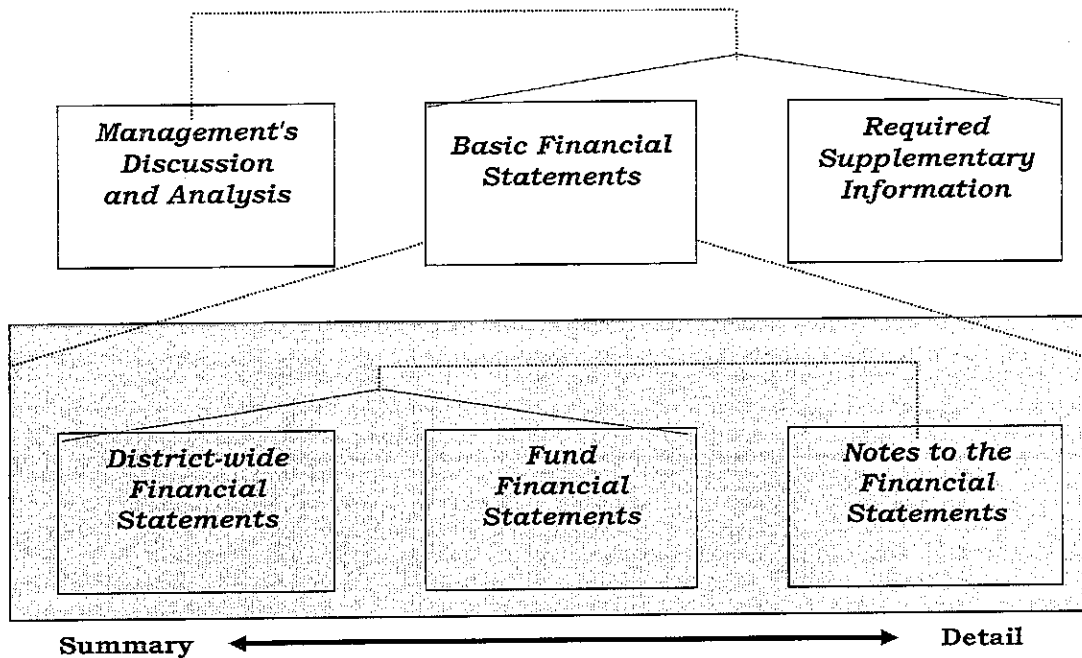 Management's
Discussion
and Analysis
Basic Financial
Statements
Required
Supplementary
Information
District-wide
Financial
Statements
Fund
Financial
Statements
Notes to the
Financial
Statements
Summary
Detail